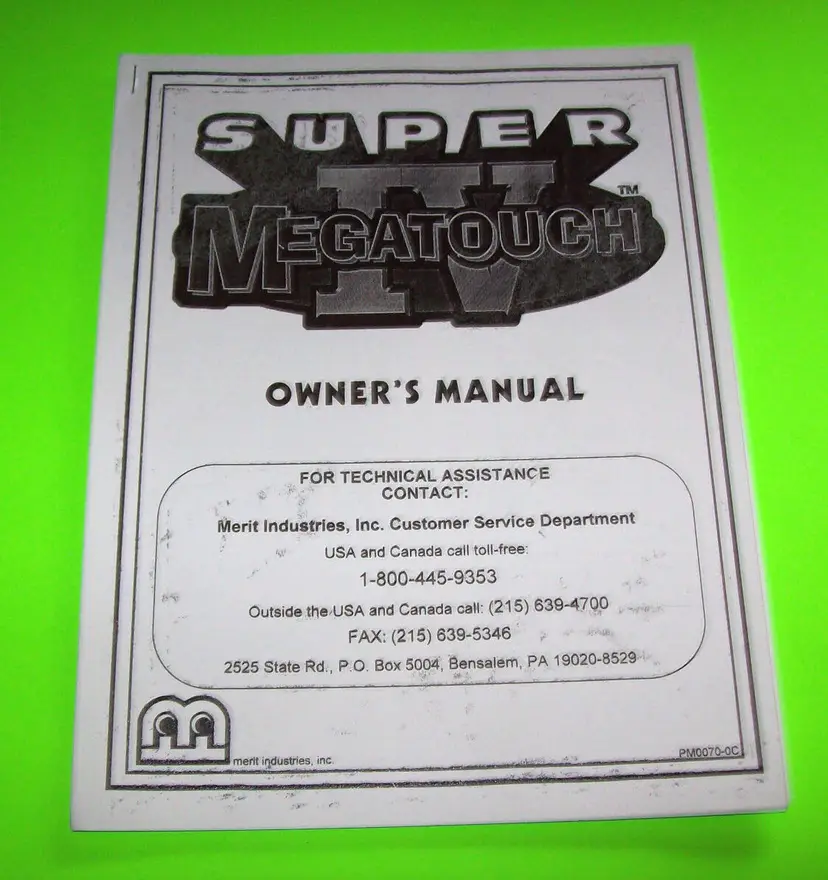 SUPER
IV
MEGATOUCH™
OWNER'S MANUAL
FOR TECHNICAL ASSISTANCE
CONTACT:
Merit Industries, Inc. Customer Service Department
USA and Canada call toll-free:
1-800-445-9353
Outside the USA and Canada call: (215) 639-4700
FAX: (215) 639-5346
2525 State Rd., P.O. Box 5004, Bensalem, PA 19020-8529
merit industries, inc.
PM0070-0C